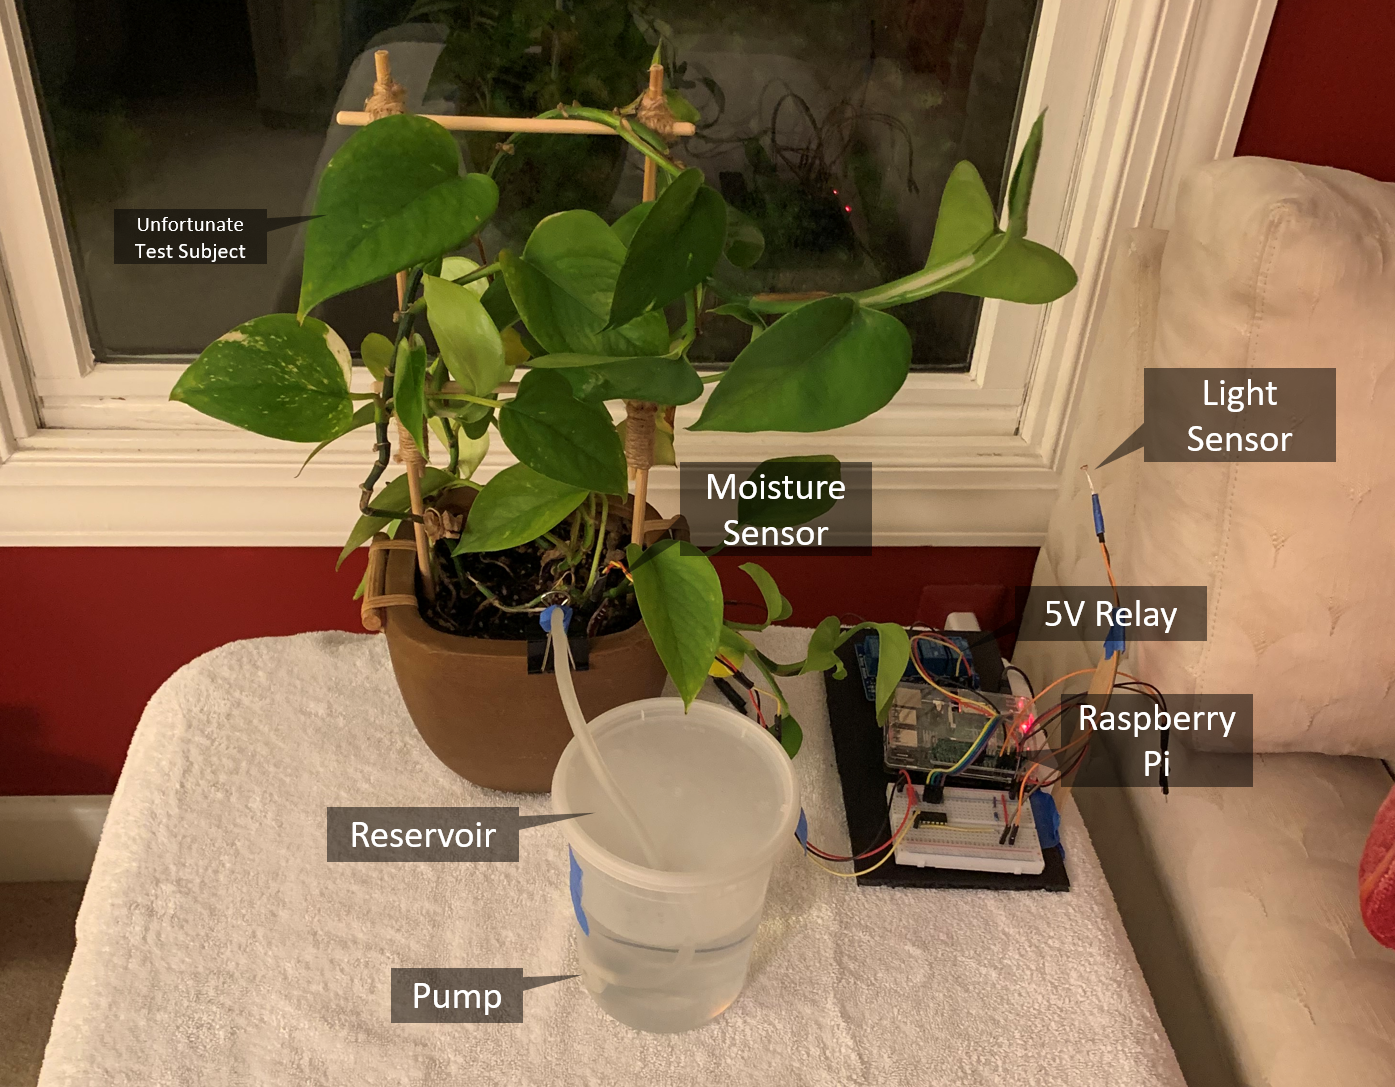 Unfortunate
Test Subject
Light
Sensor
Moisture
Sensor
5V Relay
Raspberry
Pi
Reservoir
Pump